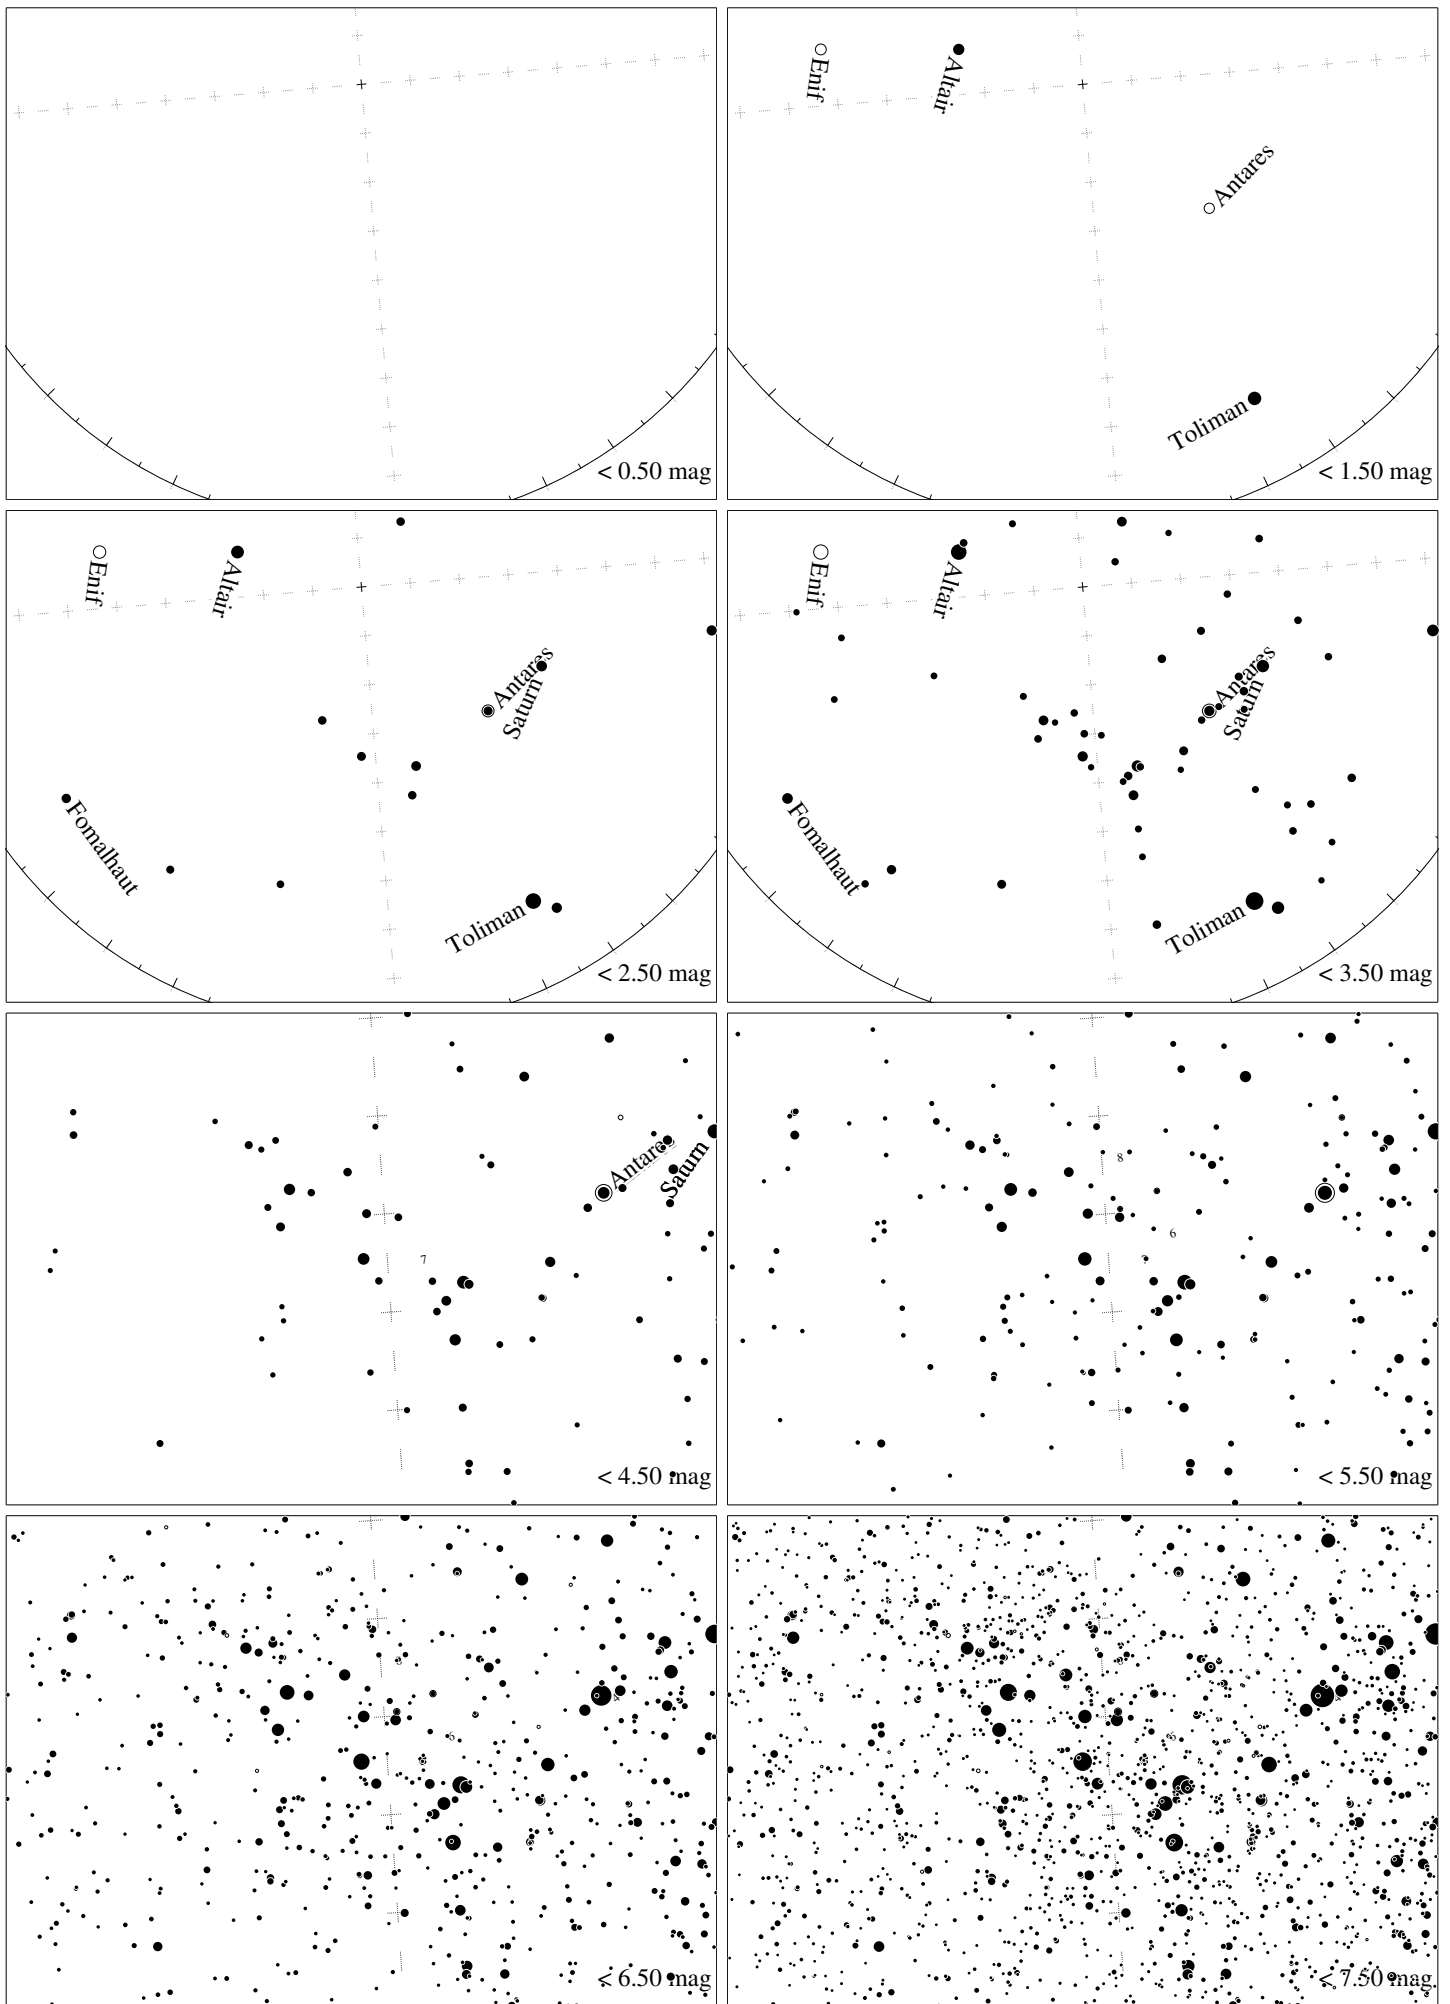 < 0.50 mag
Enif
Altair
Antares
Toliman
< 1.50 mag
Enif
Altair
Antares
Saturn
Fomalhaut
Toliman
< 2.50 mag
Enif
Altair
Antares
Saturn
Fomalhaut
Toliman
< 3.50 mag
Antares
Saturn
7
< 4.50 mag
8
6
7
< 5.50 mag
6
< 6.50 mag
6
< 7.50 mag